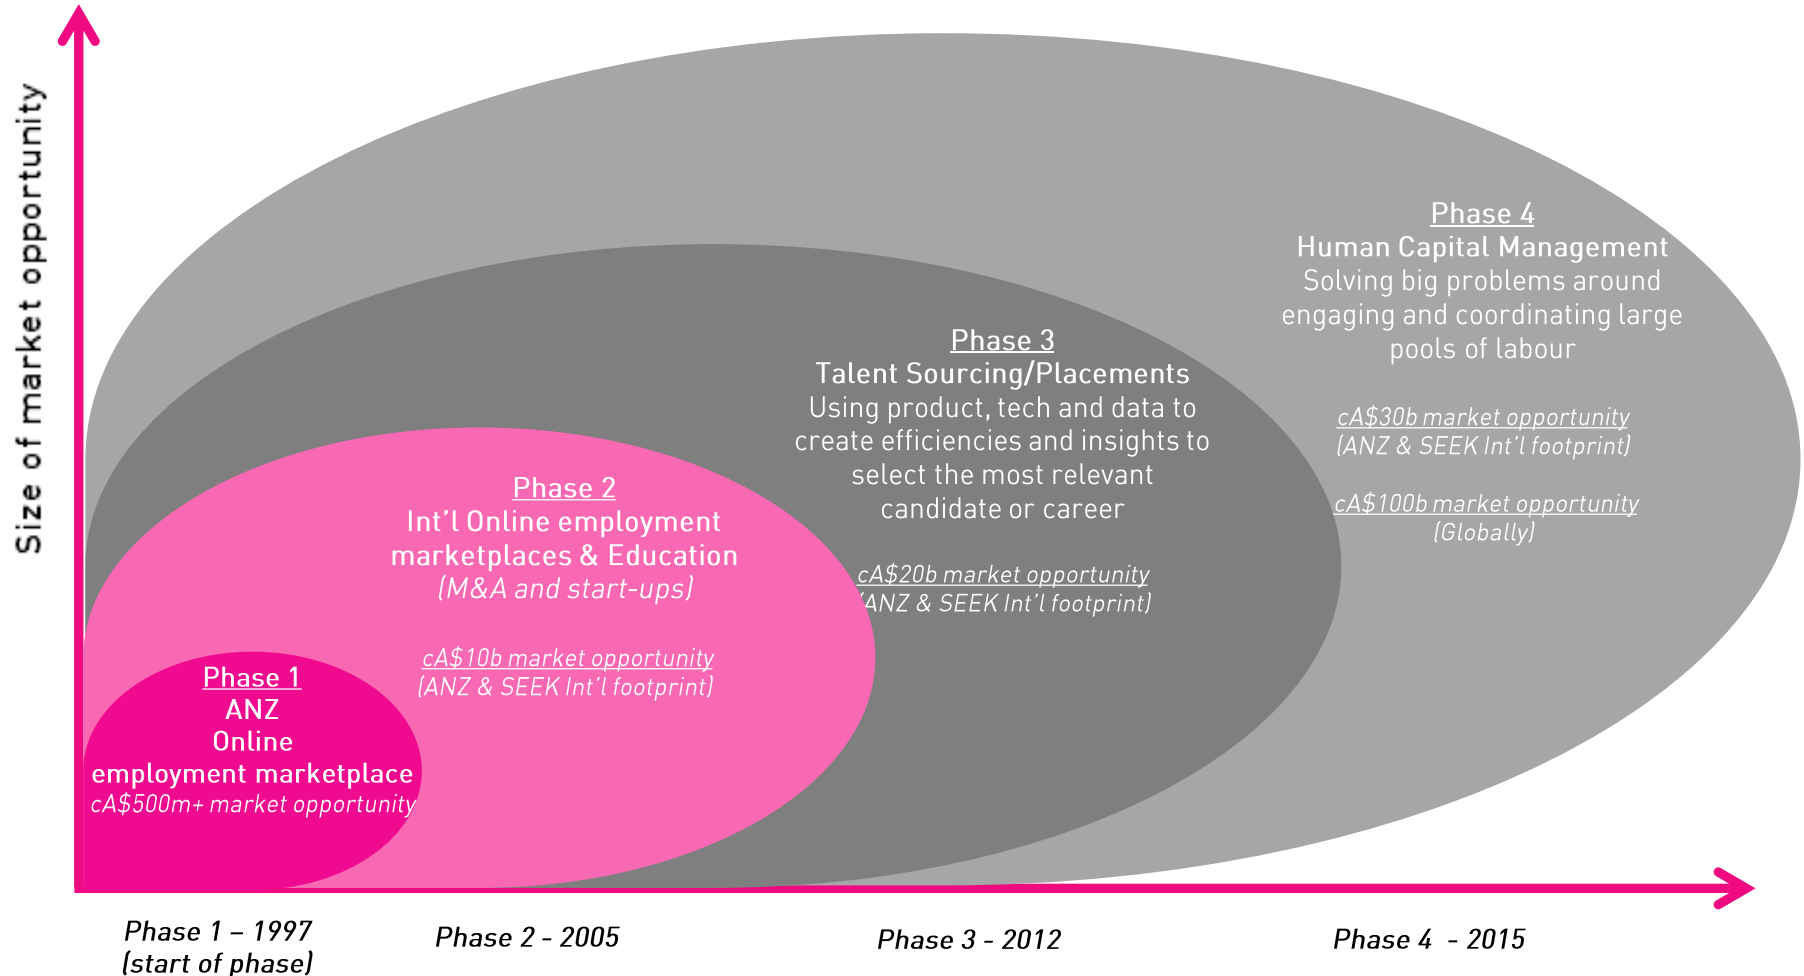 Size of market opportunity
Phase 4
Human Capital Management
Solving big problems around
engaging and coordinating large
pools of labour
cA$30b market opportunity
(ANZ & SEEK Int'l footprint)
cA$100b market opportunity
(Globally)
Phase 3
Talent Sourcing/Placements
Using product, tech and data to
create efficiencies and insights to
select the most relevant
candidate or career
cA$20b market opportunity
(ANZ & SEEK Int'l footprint)
Phase 2
Int'l Online employment
marketplaces & Education
(M&A and start-ups)
cA$10b market opportunity
(ANZ & SEEK Int'l footprint)
Phase 1
ANZ
Online
employment marketplace
cA$500m+ market opportunity
Phase 1 – 1997
(start of phase)
Phase 2 - 2005
Phase 3 - 2012
Phase 4 - 2015